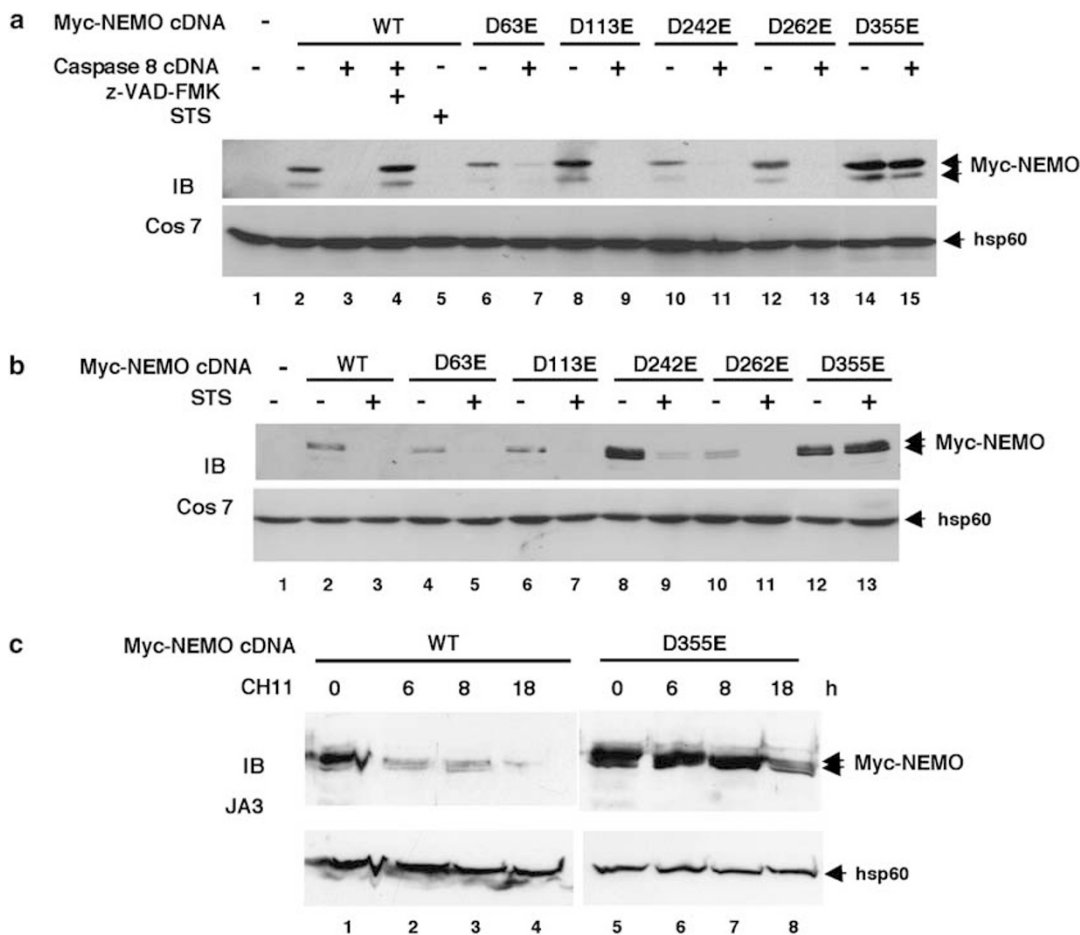 a
Myc-NEMO cDNA - WT D63E D113E D242E D262E D355E
Caspase 8 cDNA - - + + - - + - + - + - + - +
z-VAD-FMK +
STS +
IB
Myc-NEMO
Cos 7
hsp60
1 2 3 4 5 6 7 8 9 10 11 12 13 14 15
b
Myc-NEMO cDNA - WT D63E D113E D242E D262E D355E
STS - - + - + - + - + - + - +
IB
Myc-NEMO
Cos 7
hsp60
1 2 3 4 5 6 7 8 9 10 11 12 13
c
Myc-NEMO cDNA WT D355E
CH11 0 6 8 18 0 6 8 18 h
IB
Myc-NEMO
JA3
hsp60
1 2 3 4 5 6 7 8